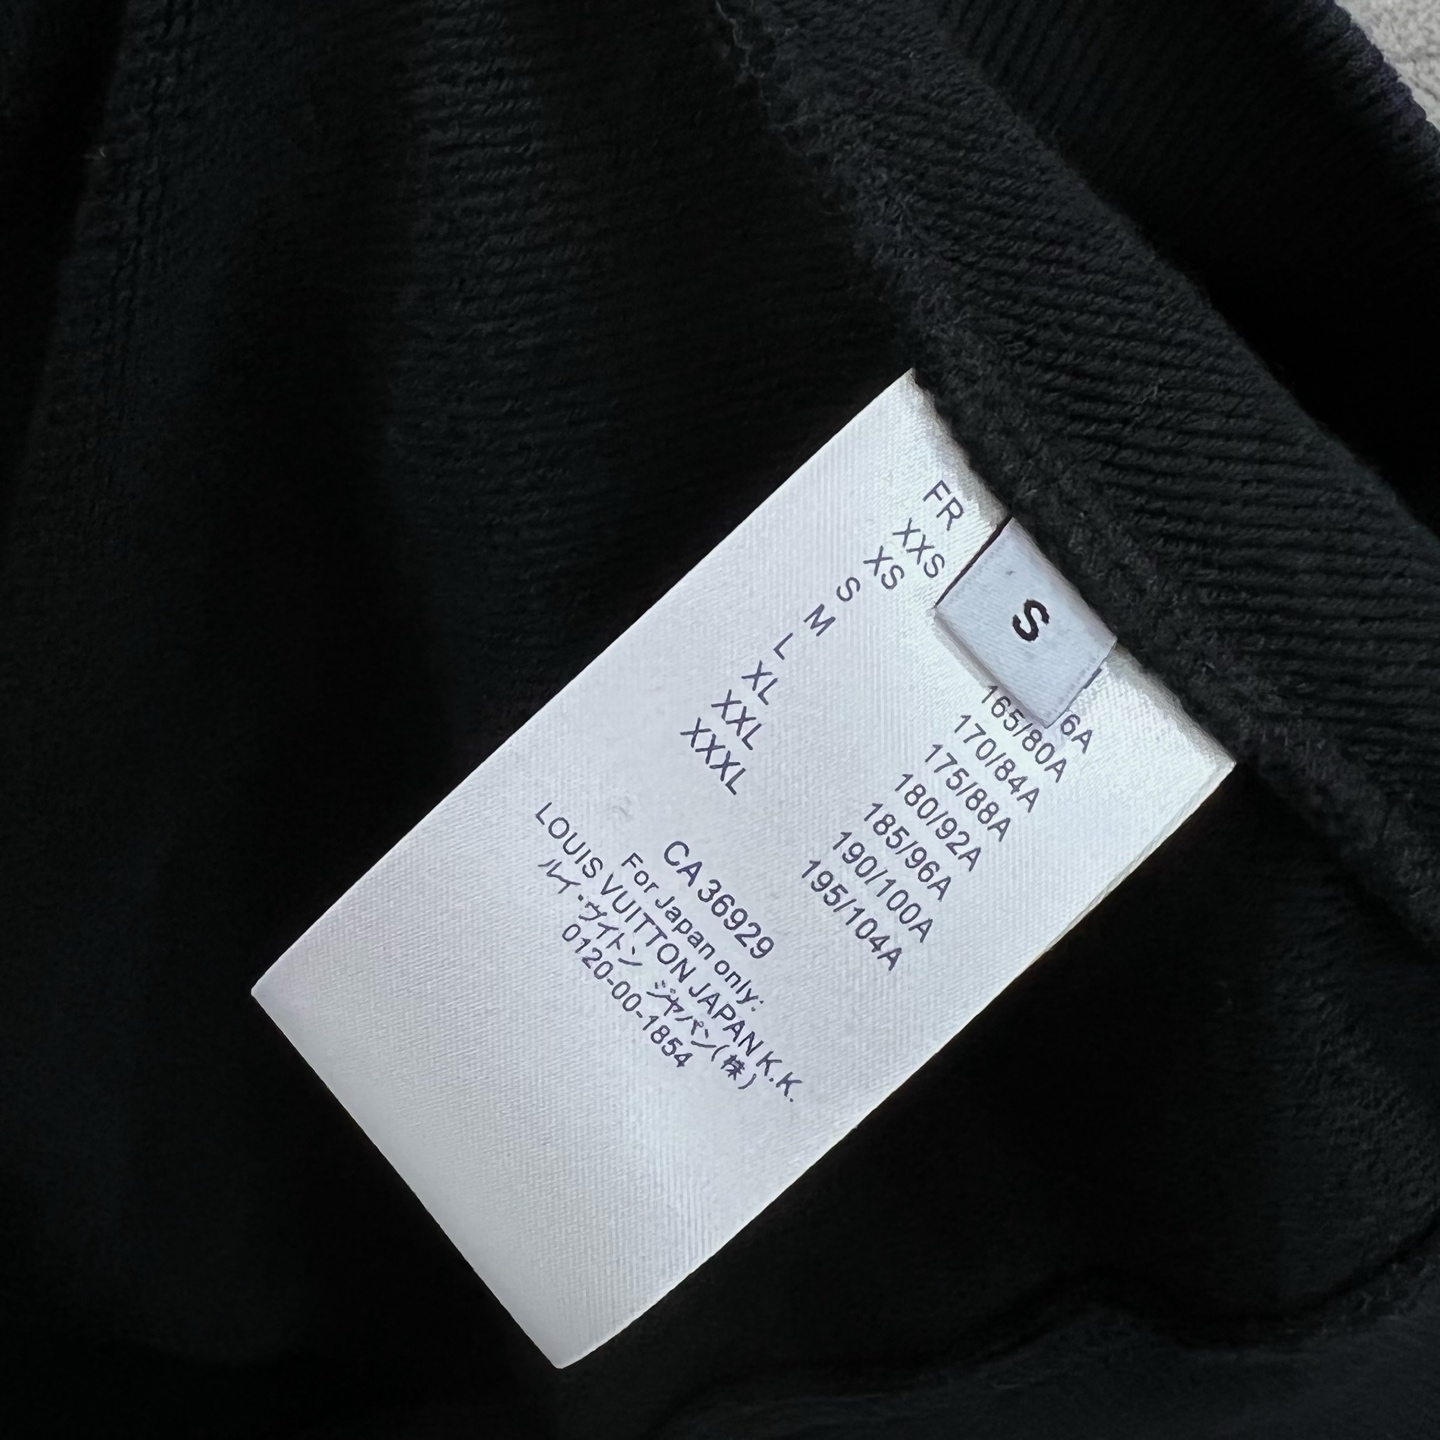 FR
XXS
XS 165/80A
S 170/84A
M 175/88A
L 180/92A
XL 185/96A
XXL 190/100A
XXXL 195/104A
S
CA 36929
For Japan only:
LOUIS VUITTON JAPAN K.K.
ルイ・ヴィトン ジャパン(株)
0120-00-1854